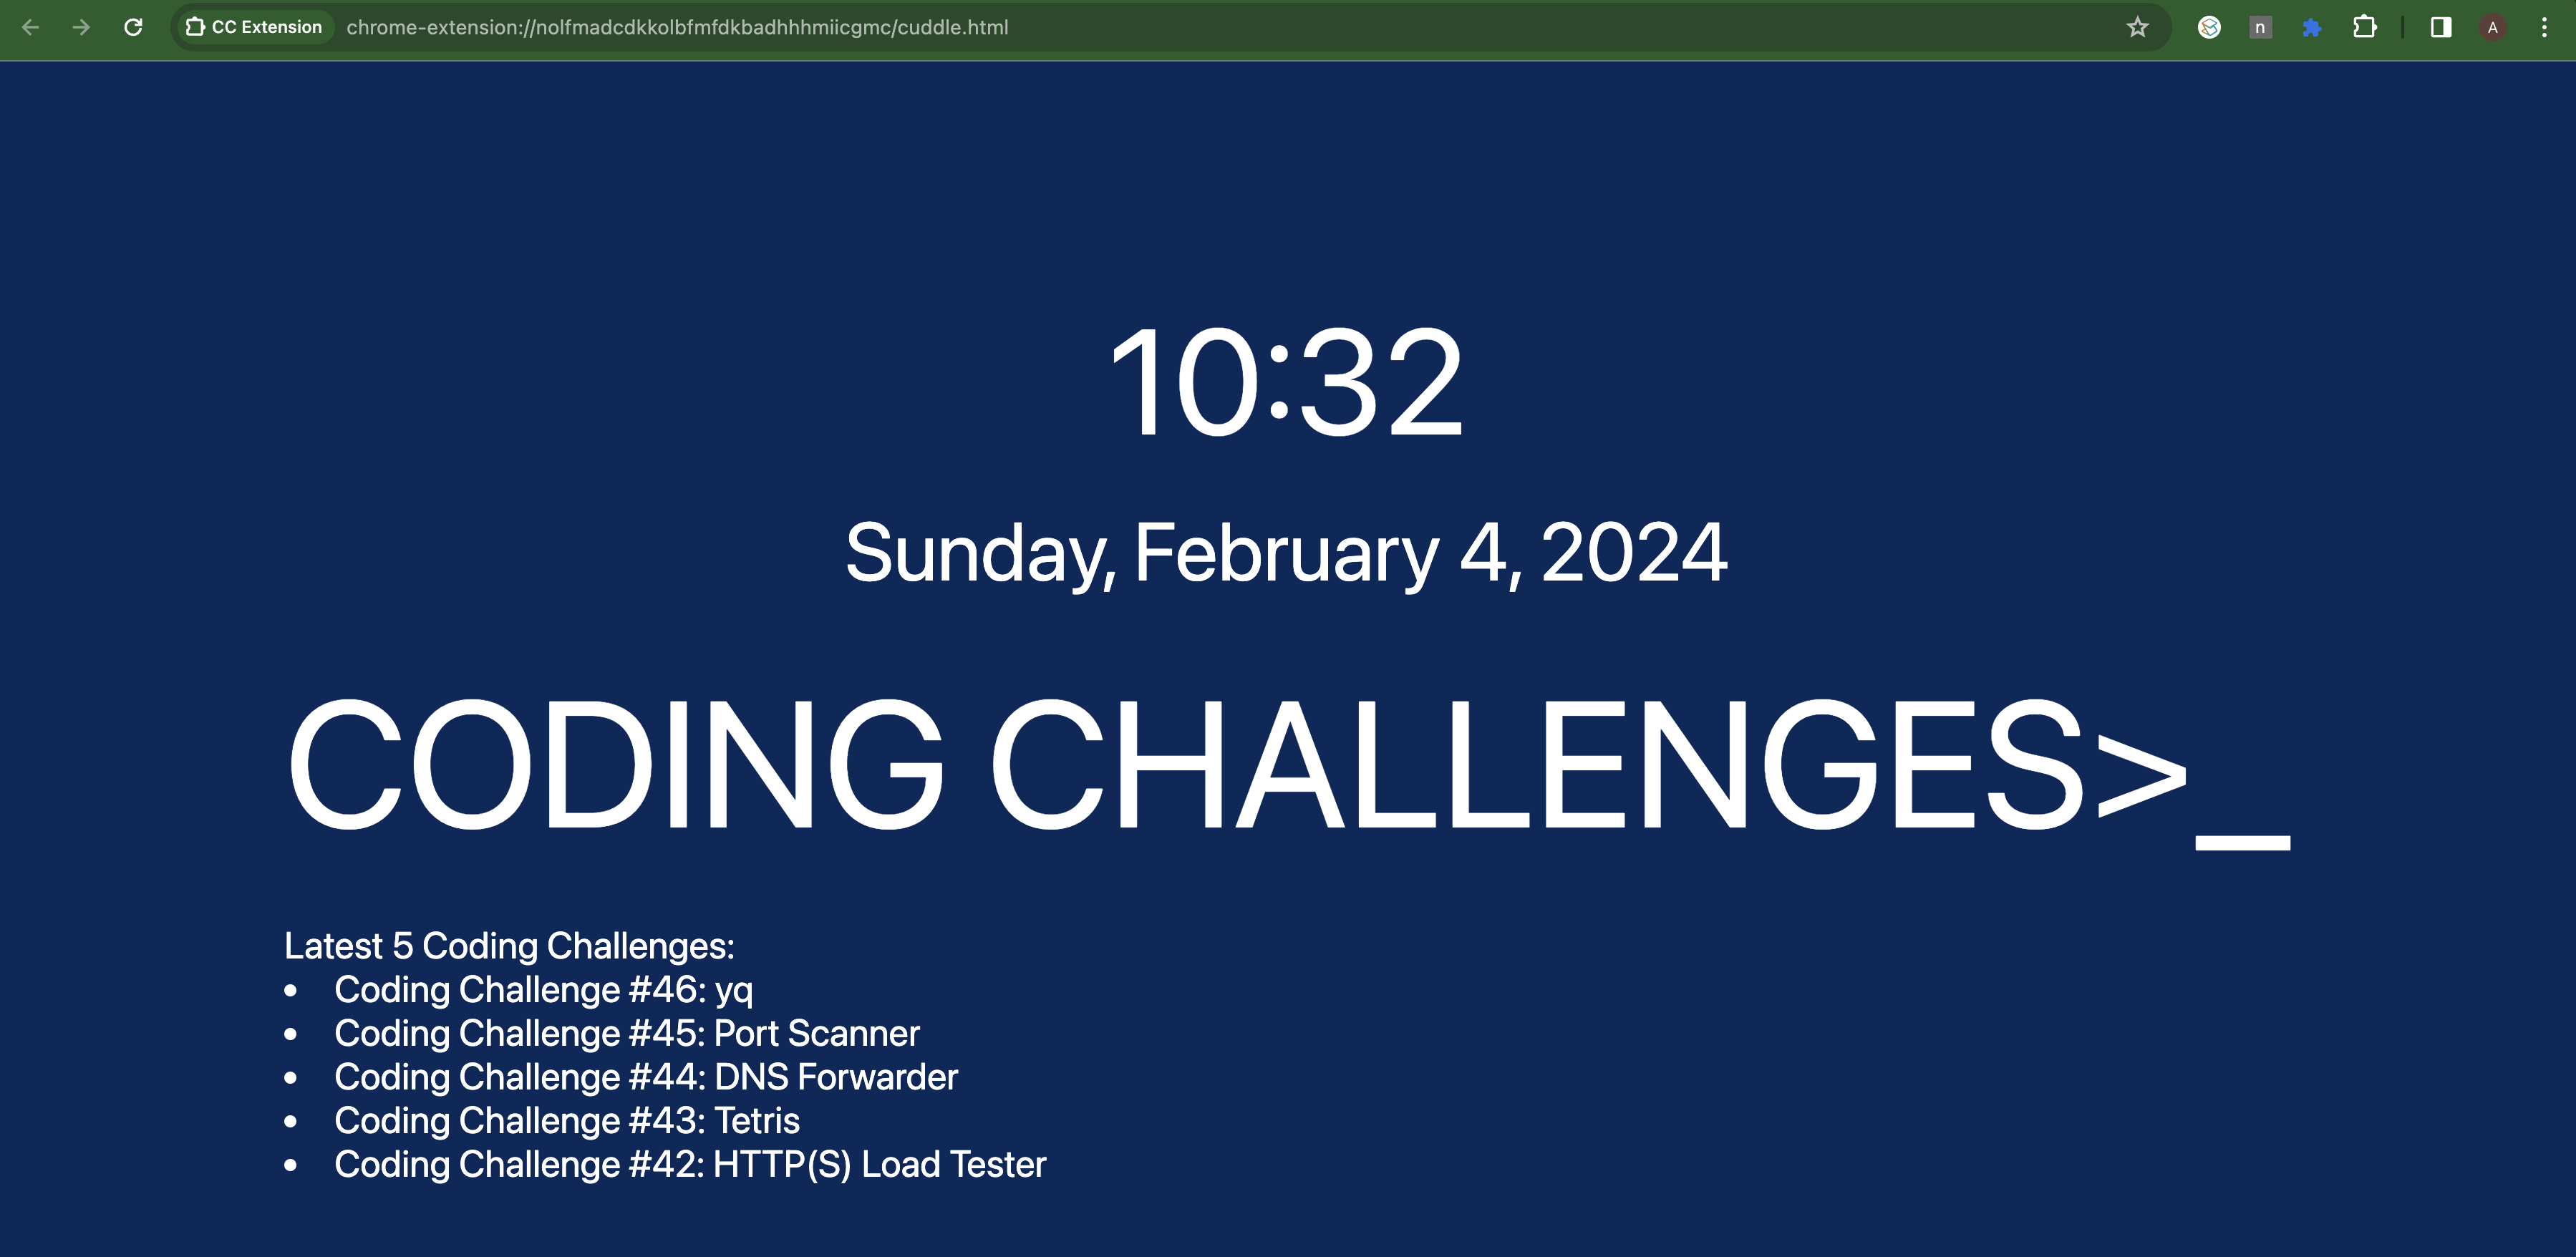 CC Extension chrome-extension://nolfmadcdkkolbfmfdkbadhhhmiicgmc/cuddle.html n A
10:32
Sunday, February 4, 2024
CODING CHALLENGES>_
Latest 5 Coding Challenges:
• Coding Challenge #46: yq
• Coding Challenge #45: Port Scanner
• Coding Challenge #44: DNS Forwarder
• Coding Challenge #43: Tetris
• Coding Challenge #42: HTTP(S) Load Tester